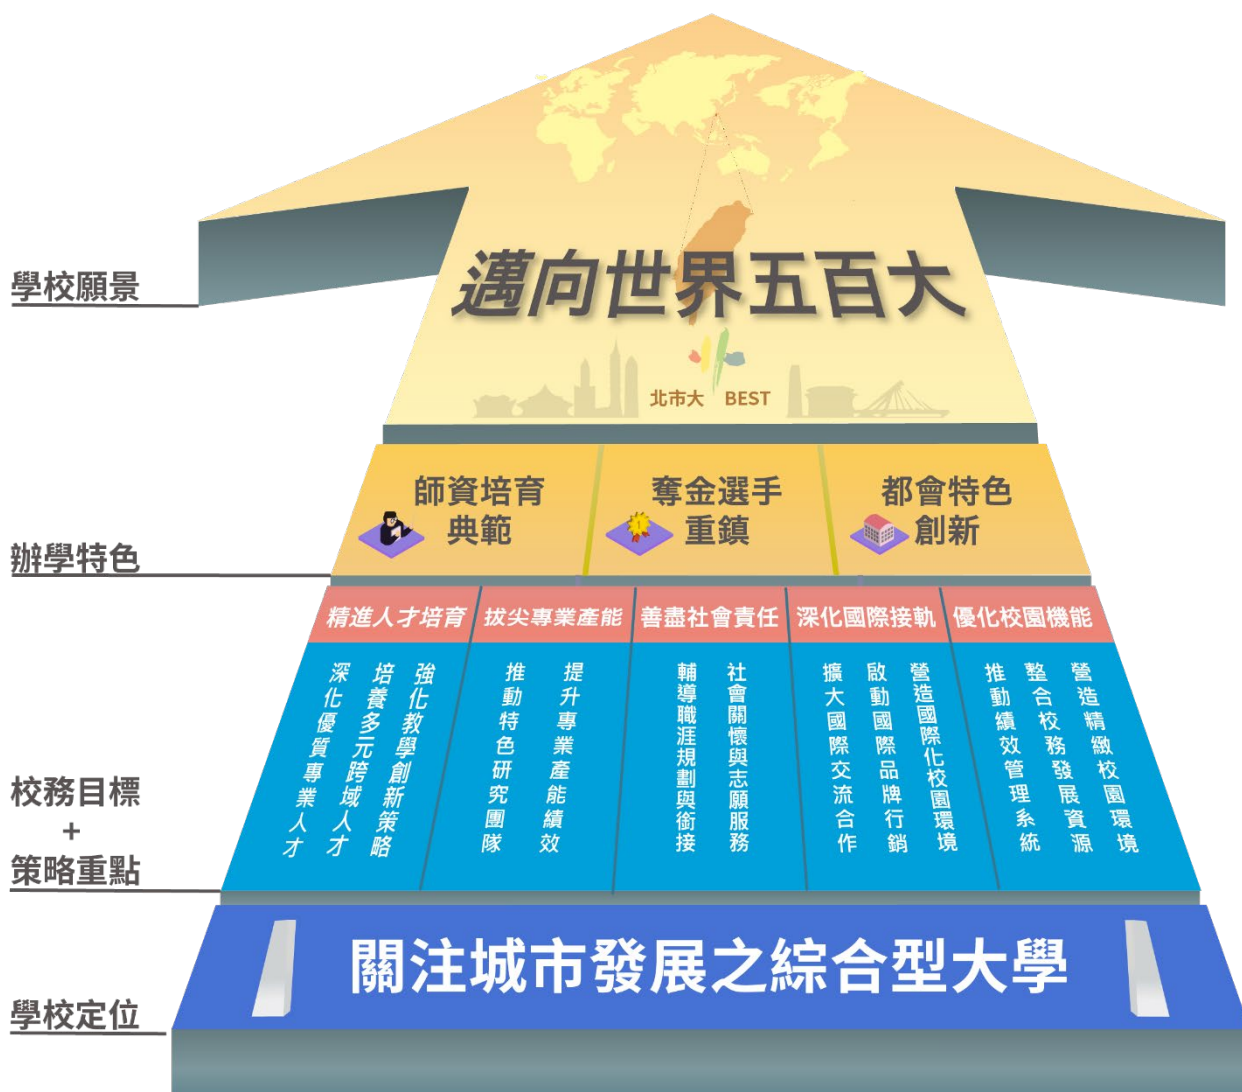 學校願景
邁向世界五百大
北市大 BEST
辦學特色
師資培育
典範
奪金選手
重鎮
都會特色
創新
校務目標
+
策略重點
精進人才培育
強化教學創新策略
培養多元跨域人才
深化優質專業人才
拔尖專業產能
提升專業產能績效
推動特色研究團隊
善盡社會責任
社會關懷與志願服務
輔導職涯規劃與銜接
深化國際接軌
營造國際化校園環境
啟動國際品牌行銷
擴大國際交流合作
優化校園機能
營造精緻校園環境
整合校務發展資源
推動績效管理系統
學校定位
關注城市發展之綜合型大學